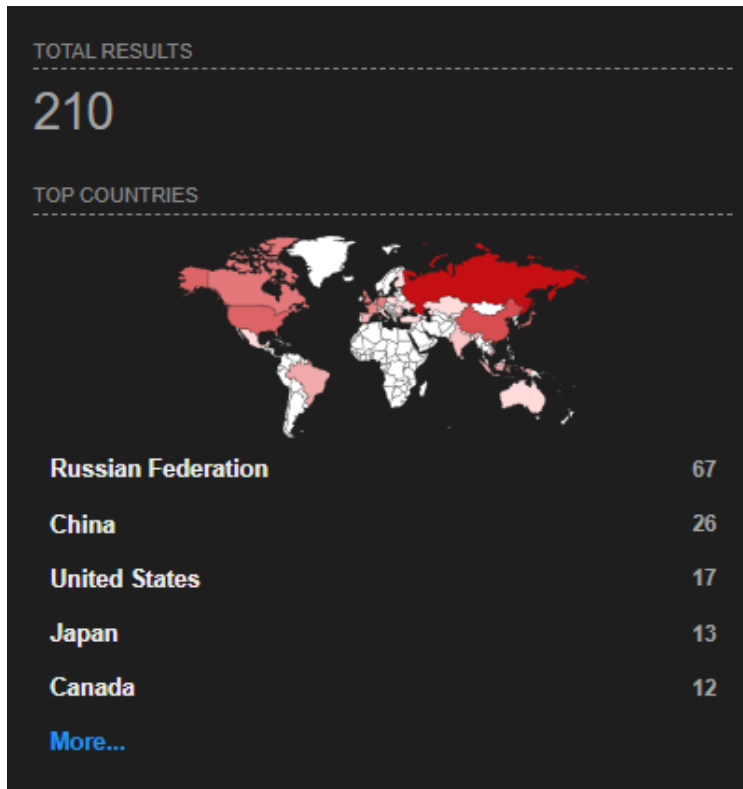 TOTAL RESULTS
210
TOP COUNTRIES
Russian Federation 67
China 26
United States 17
Japan 13
Canada 12
More...